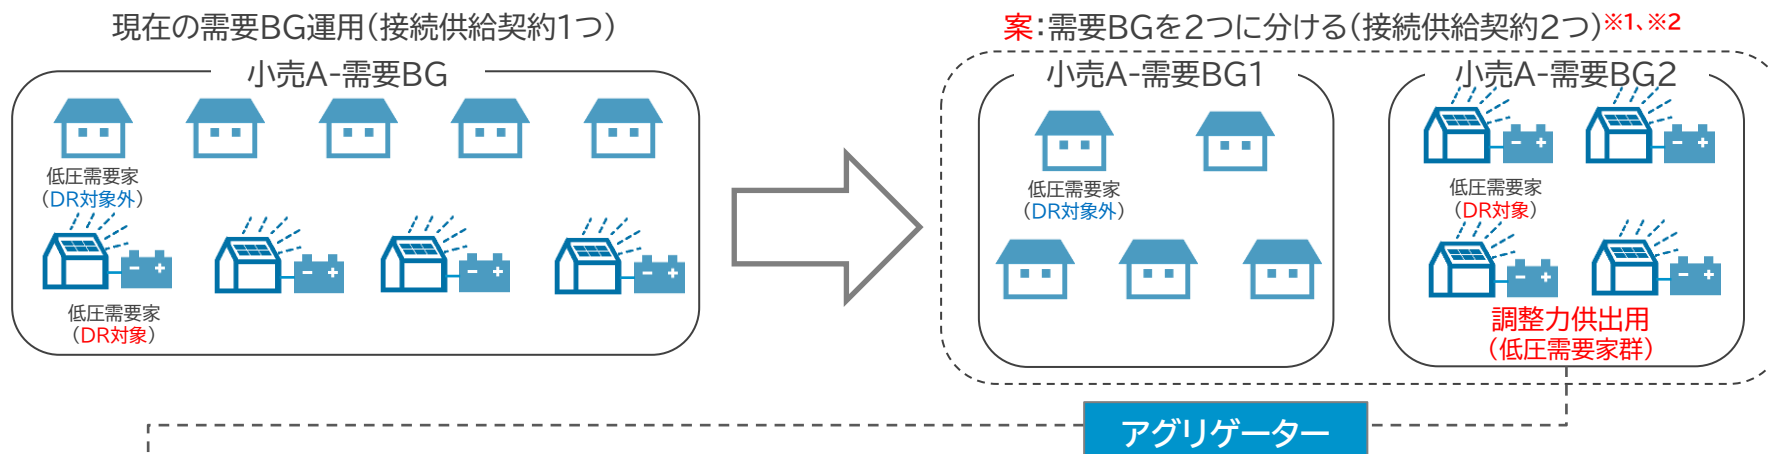 現在の需要BG運用(接続供給契約1つ)
小売A-需要BG
低圧需要家
(DR対象外)
低圧需要家
(DR対象)
案:需要BGを2つに分ける(接続供給契約2つ)※1、※2
小売A-需要BG1
低圧需要家
(DR対象外)
小売A-需要BG2
低圧需要家
(DR対象)
調整力供出用
(低圧需要家群)
アグリゲーター